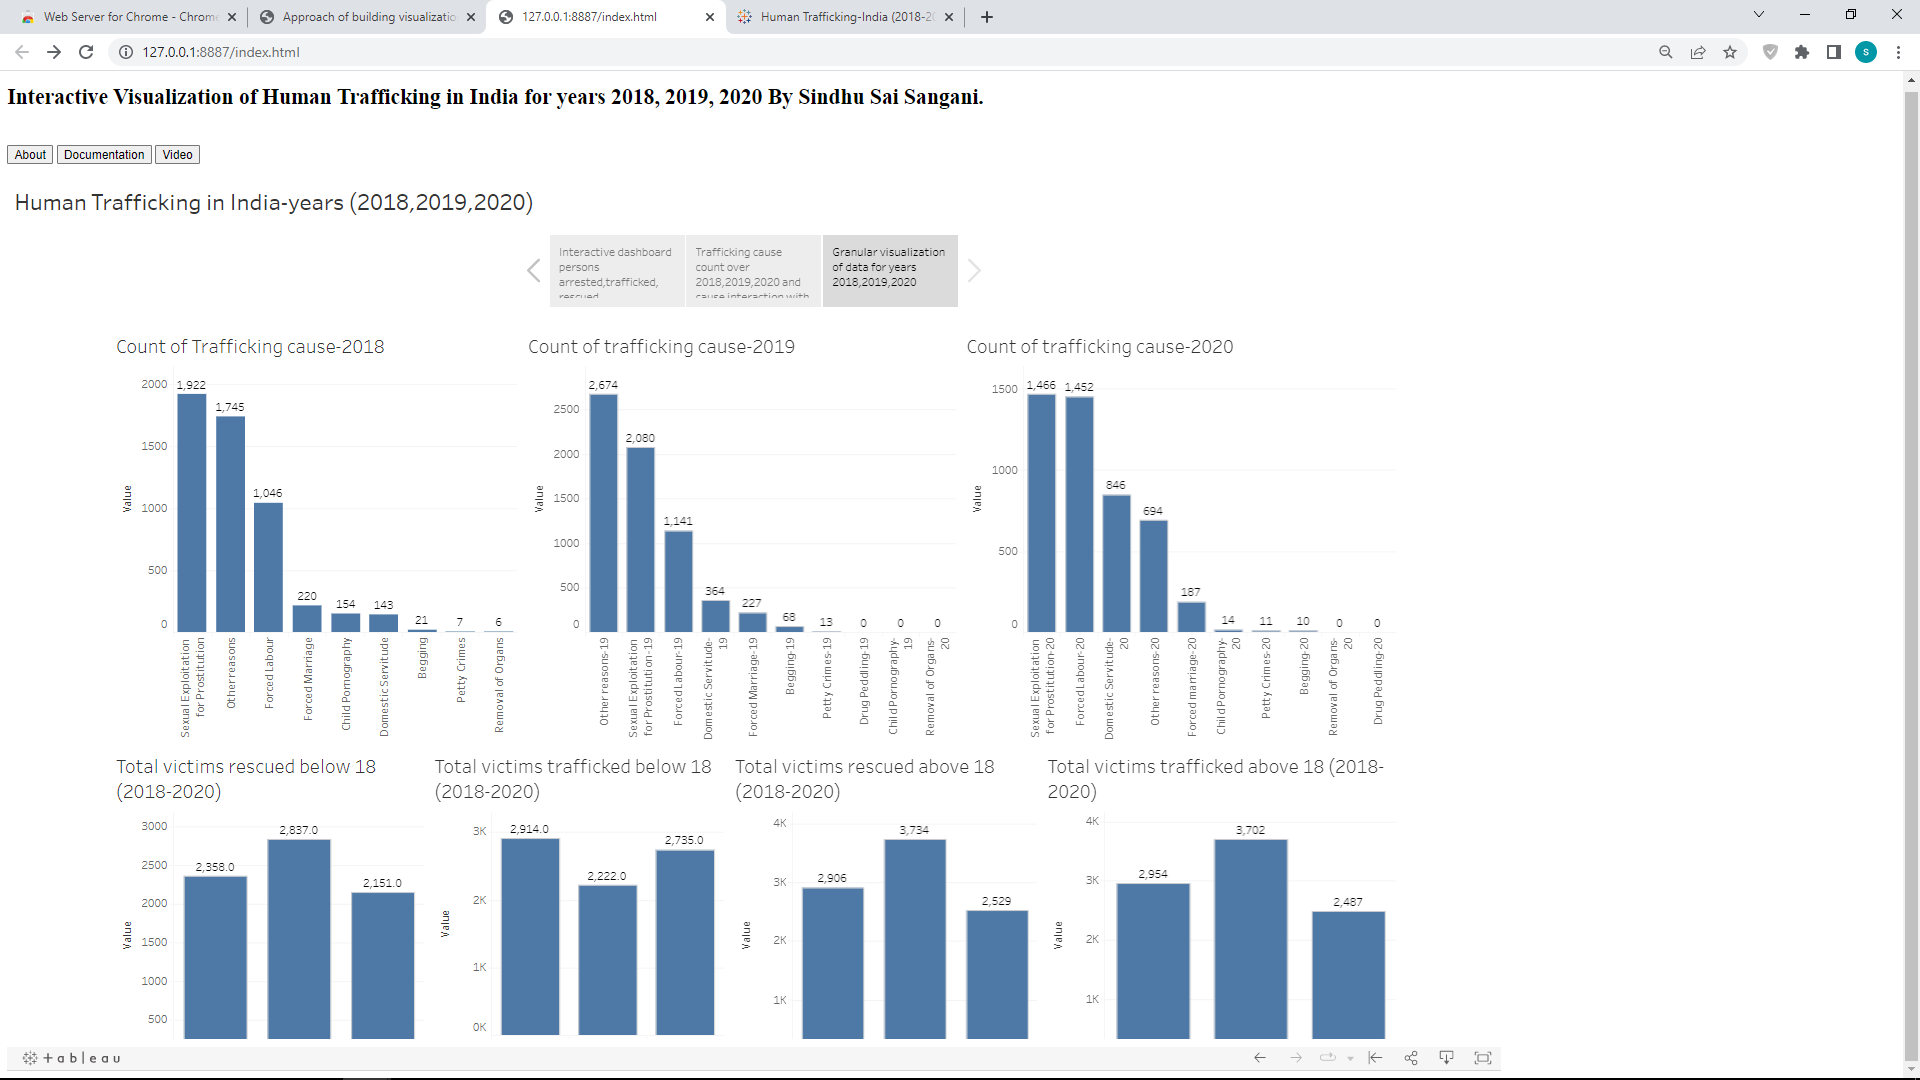 Web Server for Chrome - Chrome
Approach of building visualizatio
127.0.0.1:8887/index.html
Human Trafficking-India (2018-20
127.0.0.1:8887/index.html
S
Interactive Visualization of Human Trafficking in India for years 2018, 2019, 2020 By Sindhu Sai Sangani.
About
Documentation
Video
Human Trafficking in India-years (2018,2019,2020)
Interactive dashboard
persons
arrested,trafficked,
rescued
Trafficking cause
count over
2018,2019,2020 and
cause interaction with
Granular visualization
of data for years
2018,2019,2020
Count of Trafficking cause-2018
Value
2000
1500
1000
500
0
1,922
1,745
1,046
220
154
143
21
7
6
Sexual Exploitation
for Prostitution
Other reasons
Forced Labour
Forced Marriage
Child Pornography
Domestic Servitude
Begging
Petty Crimes
Removal of Organs
Count of trafficking cause-2019
Value
2500
2000
1500
1000
500
0
2,674
2,080
1,141
364
227
68
13
0
0
0
Other reasons-19
Sexual Exploitation
for Prostitution-19
Forced Labour-19
Domestic Servitude-
19
Forced Marriage-19
Begging-19
Petty Crimes-19
Drug Peddling-19
Child Pornography-
19
Removal of Organs-
20
Count of trafficking cause-2020
Value
1500
1000
500
0
1,466
1,452
846
694
187
14
11
10
0
0
Sexual Exploitation
for Prostitution-20
Forced Labour-20
Domestic Servitude-
20
Other reasons-20
Forced marriage-20
Child Pornography-
20
Petty Crimes-20
Begging-20
Removal of Organs-
20
Drug Peddling-20
Total victims rescued below 18
(2018-2020)
Value
3000
2500
2000
1500
1000
500
2,358.0
2,837.0
2,151.0
Total victims trafficked below 18
(2018-2020)
Value
3K
2K
1K
0K
2,914.0
2,222.0
2,735.0
Total victims rescued above 18
(2018-2020)
Value
4K
3K
2K
1K
2,906
3,734
2,529
Total victims trafficked above 18 (2018-
2020)
Value
4K
3K
2K
1K
2,954
3,702
2,487
tableau